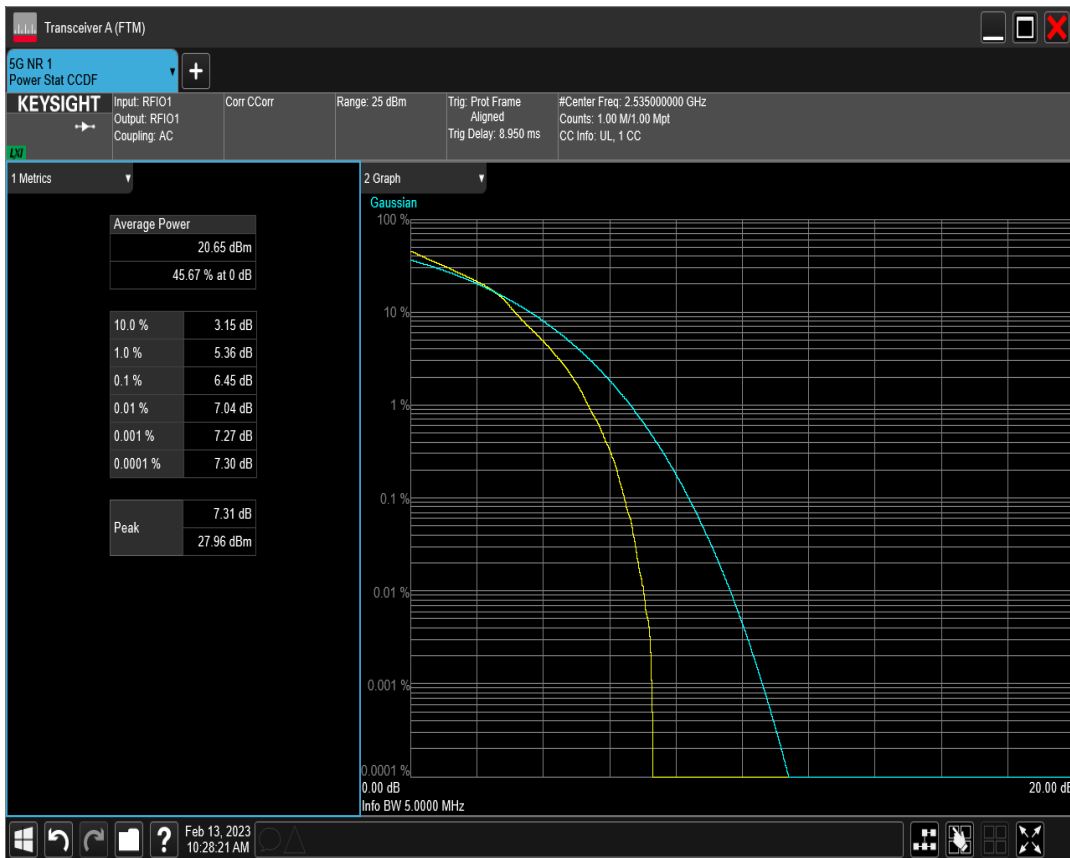 Transceiver A (FTM)
5G NR 1
Power Stat CCDF
+
KEYSIGHT
LXI
Input: RFIO1
Output: RFIO1
Coupling: AC
Corr CCorr
Range: 25 dBm
Trig: Prot Frame
Aligned
Trig Delay: 8.950 ms
#Center Freq: 2.535000000 GHz
Counts: 1.00 M/1.00 Mpt
CC Info: UL, 1 CC
1 Metrics
Average Power
20.65 dBm
45.67 % at 0 dB
10.0 % 3.15 dB
1.0 % 5.36 dB
0.1 % 6.45 dB
0.01 % 7.04 dB
0.001 % 7.27 dB
0.0001 % 7.30 dB
Peak
7.31 dB
27.96 dBm
2 Graph
Gaussian
100 %
10 %
1 %
0.1 %
0.01 %
0.001 %
0.0001 %
0.00 dB 20.00 dB
Info BW 5.0000 MHz
?
Feb 13, 2023
10:28:21 AM